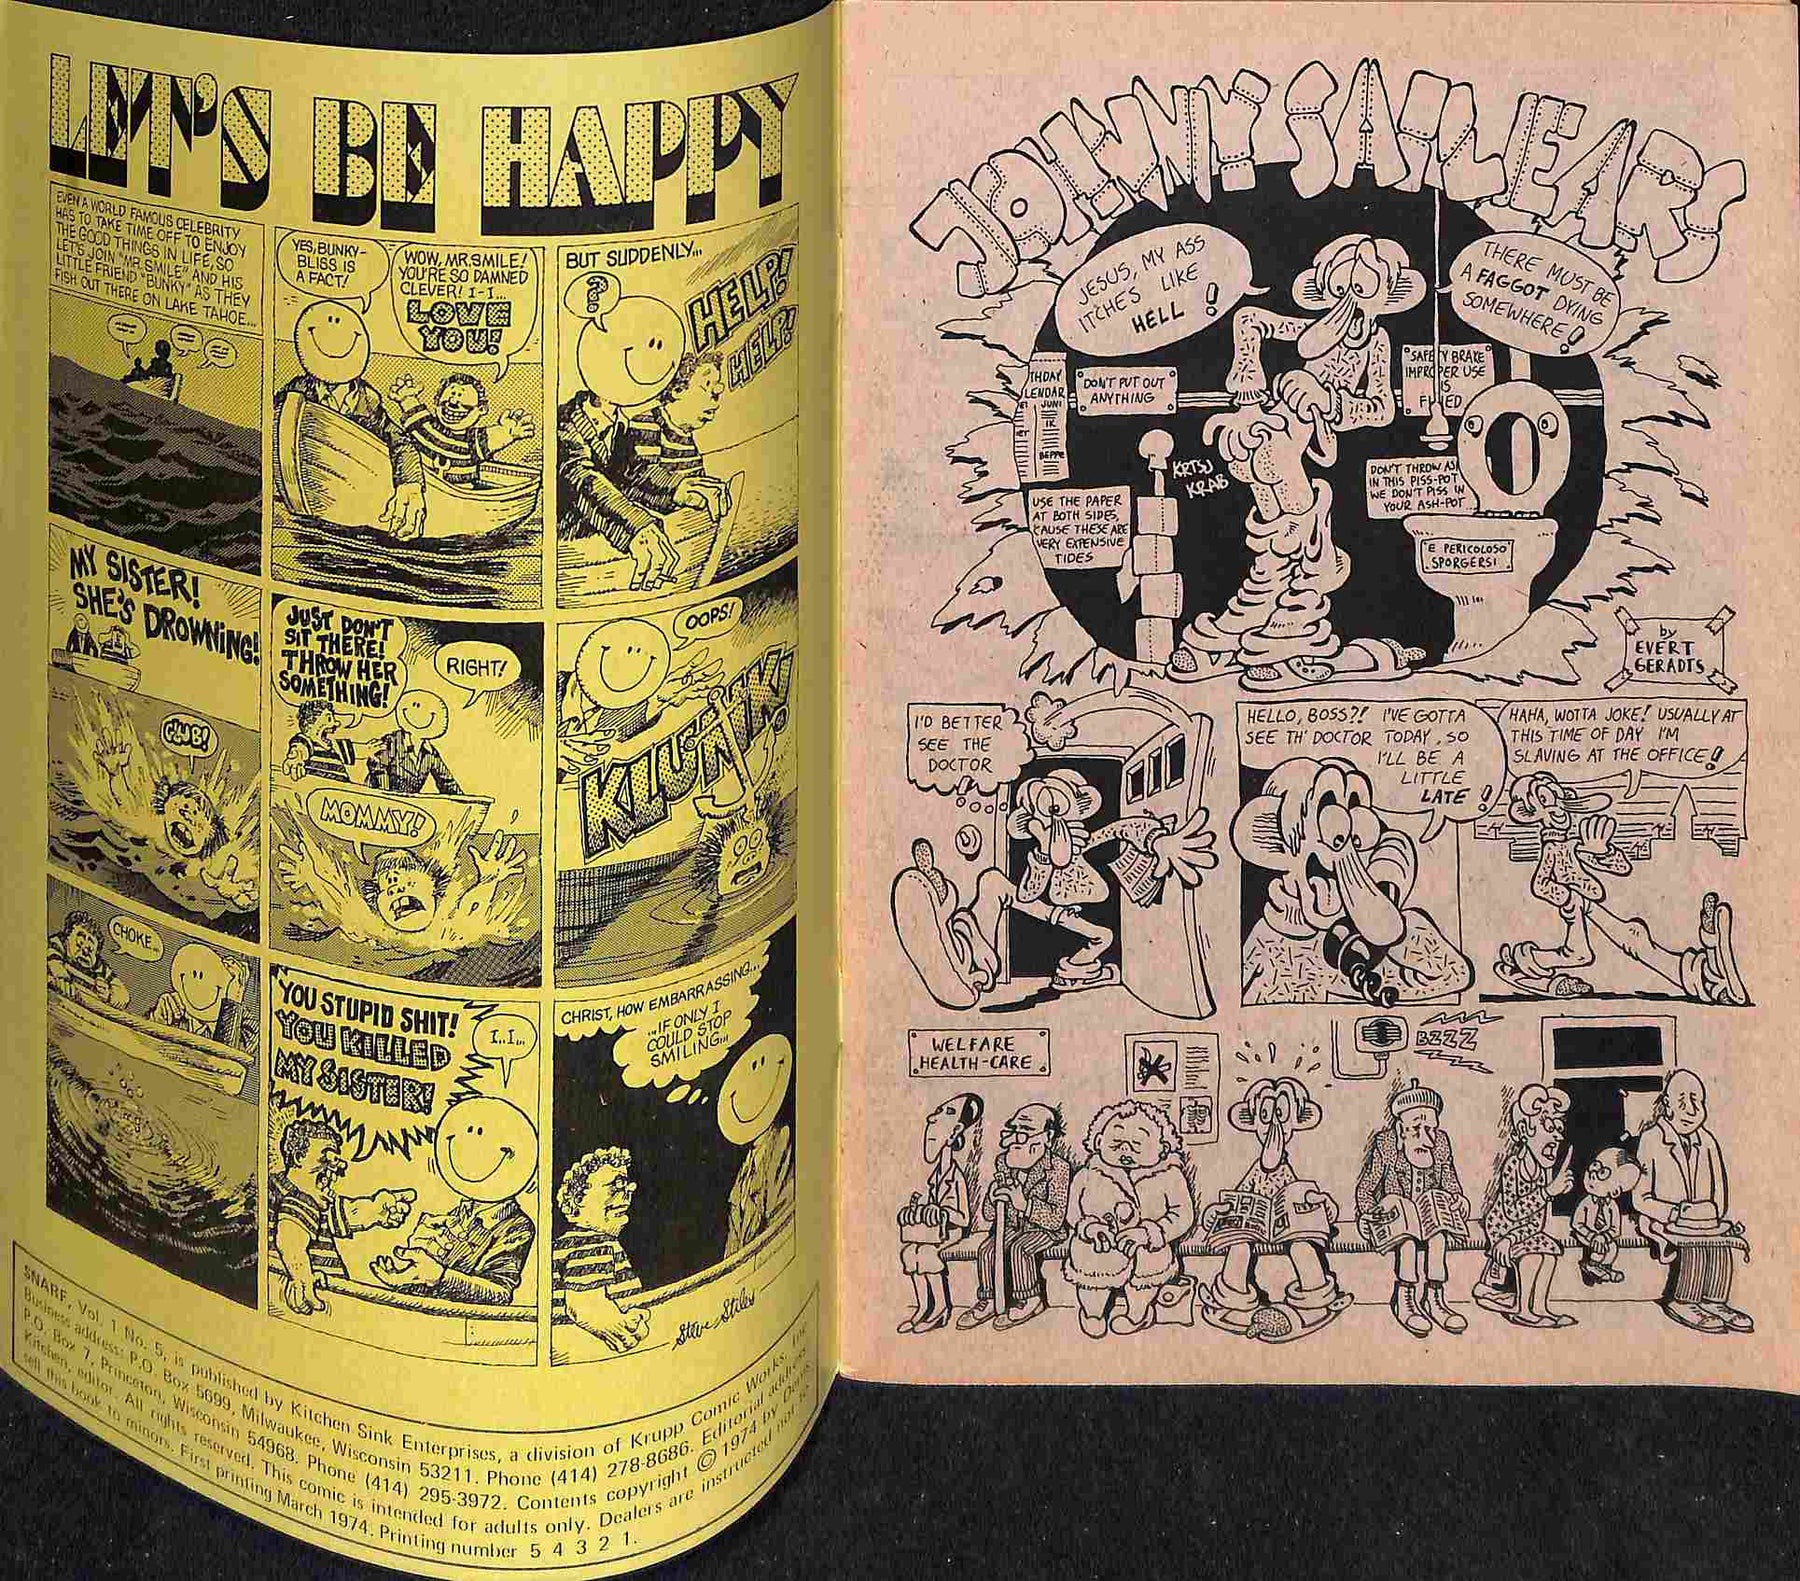 LET'S BE HAPPY
EVEN A WORLD FAMOUS CELEBRITY
HAS TO TAKE TIME OFF TO ENJOY
THE GOOD THINGS IN LIFE, SO
LET'S JOIN "MR. SMILE" AND HIS
LITTLE FRIEND "BUNKY" AS THEY
FISH OUT THERE ON LAKE TAHOE...
YES, BUNKY-
BLISS IS
A FACT!
WOW, MR. SMILE!
YOU'RE SO DAMNED
CLEVER! I-I...
LOVE
YOU!
BUT SUDDENLY...
?
HELP!
HELP!
MY SISTER!
SHE'S DROWNING!
GLUB!
JUST DON'T
SIT THERE!
THROW HER
SOMETHING!
RIGHT!
MOMMY!
OOPS!
KLUNK!
CHOKE...
YOU STUPID SHIT!
YOU KILLED
MY SISTER!
I..I...
CHRIST, HOW EMBARRASSING...
...IF ONLY I
COULD STOP
SMILING...
Steve Stiles
SNARF, Vol. 1 No. 5, is published by Kitchen Sink Enterprises, a division of Krupp Comic Works, Inc.
Business address: P.O. Box 5699, Milwaukee, Wisconsin 53211. Phone (414) 278-8686. Editorial address
P.O. Box 7, Princeton, Wisconsin 54968. Phone (414) 295-3972. Contents copyright © 1974 by Denis
Kitchen, editor. All rights reserved. This comic is intended for adults only. Dealers are instructed not to
sell this book to minors. First printing March 1974. Printing number 5 4 3 2 1.
JOHNNY SAILEARS
JESUS, MY ASS
ITCHES LIKE
HELL !
THERE MUST BE
A FAGGOT DYING
SOMEWHERE !
THDAY
LENDAR
JUNI
IK
BEPPE
DON'T PUT OUT
ANYTHING
SAFETY BRAKE
IMPROPER USE
IS
FINED
KRTSJ
KRAB
USE THE PAPER
AT BOTH SIDES,
'CAUSE THESE ARE
VERY EXPENSIVE
TIDES
DON'T THROW AS
IN THIS PISS-POT
WE DON'T PISS IN
YOUR ASH-POT
E PERICOLOSO
SPORGERSI
by
EVERT
GERADTS
I'D BETTER
SEE THE
DOCTOR
HELLO, BOSS?! I'VE GOTTA
SEE TH' DOCTOR TODAY, SO
I'LL BE A
LITTLE
LATE !
HAHA, WOTTA JOKE! USUALLY AT
THIS TIME OF DAY I'M
SLAVING AT THE OFFICE !
WELFARE
HEALTH-CARE
BZZZ